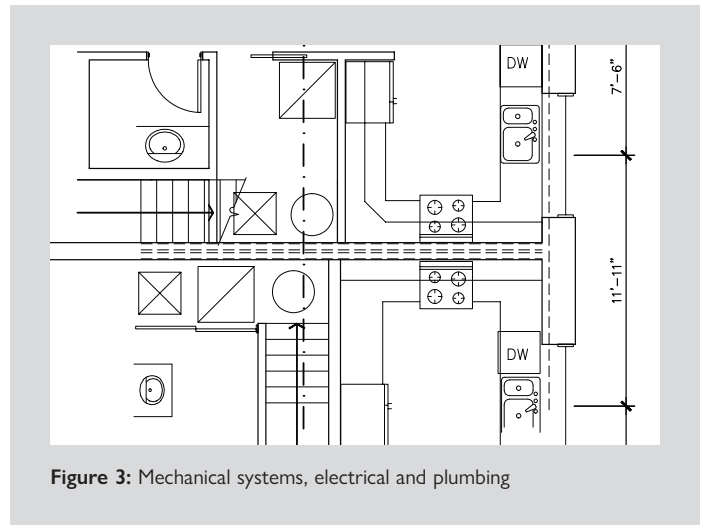 DW
7'-6"
11'-11"
DW
Figure 3: Mechanical systems, electrical and plumbing